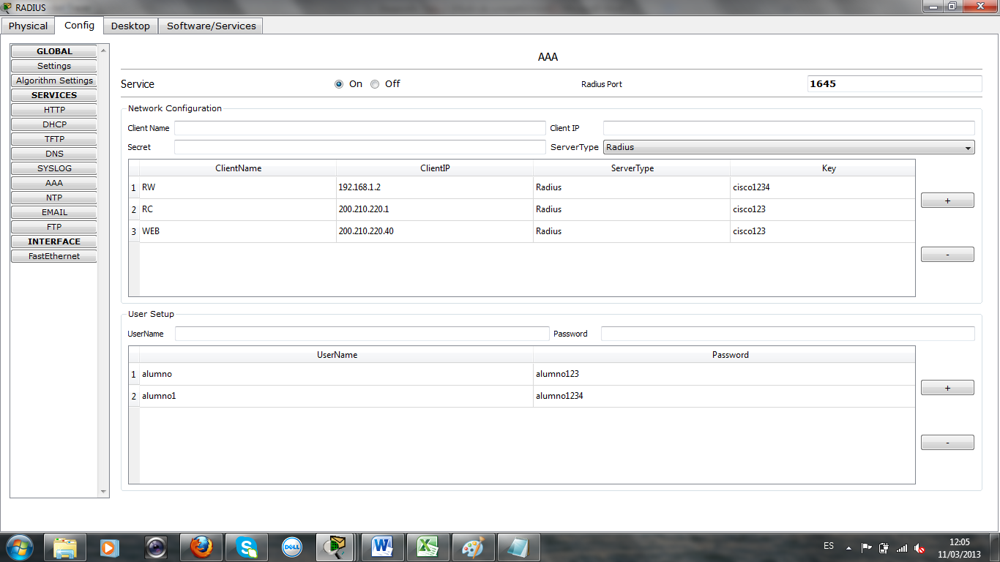 RADIUS
Physical Config Desktop Software/Services
GLOBAL
Settings
Algorithm Settings
SERVICES
HTTP
DHCP
TFTP
DNS
SYSLOG
AAA
NTP
EMAIL
FTP
INTERFACE
FastEthernet
AAA
Service On Off Radius Port 1645
Network Configuration
Client Name Client IP
Secret ServerType Radius
ClientName ClientIP ServerType Key
1 RW 192.168.1.2 Radius cisco1234
2 RC 200.210.220.1 Radius cisco123
3 WEB 200.210.220.40 Radius cisco123
+
-
User Setup
UserName Password
UserName Password
1 alumno alumno123
2 alumno1 alumno1234
+
-
DELL
ES
12:05
11/03/2013